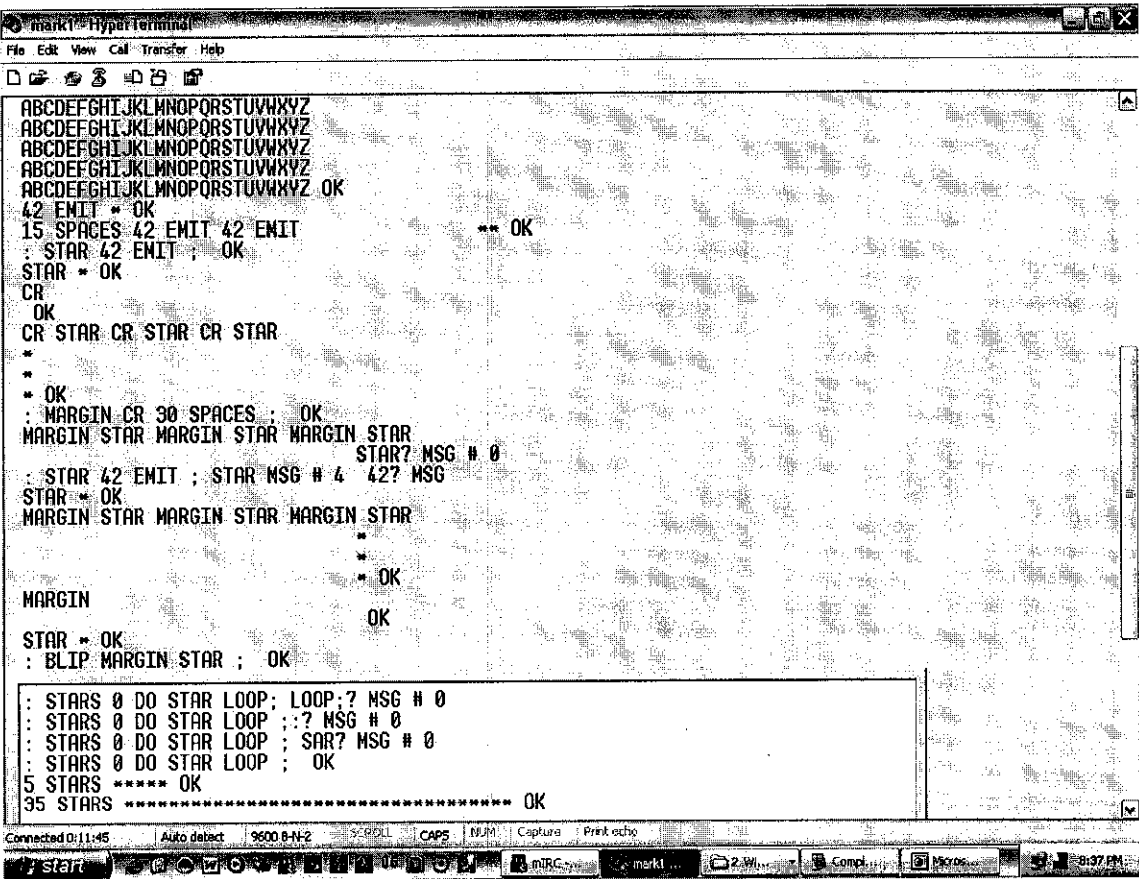 mark1 - HyperTerminal
File Edit View Call Transfer Help
ABCDEFGHIJKLMNOPQRSTUVWXYZ
ABCDEFGHIJKLMNOPQRSTUVWXYZ
ABCDEFGHIJKLMNOPQRSTUVWXYZ
ABCDEFGHIJKLMNOPQRSTUVWXYZ
ABCDEFGHIJKLMNOPQRSTUVWXYZ OK
42 EMIT * OK
15 SPACES 42 EMIT 42 EMIT                ** OK
: STAR 42 EMIT ;  OK
STAR * OK
CR
OK
CR STAR CR STAR CR STAR
*
*
* OK
: MARGIN CR 30 SPACES ;  OK
MARGIN STAR MARGIN STAR MARGIN STAR
STAR? MSG # 0
: STAR 42 EMIT ; STAR MSG # 4  42? MSG
STAR * OK
MARGIN STAR MARGIN STAR MARGIN STAR
*
*
* OK
MARGIN
OK
STAR * OK
: BLIP MARGIN STAR ;  OK
: STARS 0 DO STAR LOOP; LOOP;? MSG # 0
: STARS 0 DO STAR LOOP ;:? MSG # 0
: STARS 0 DO STAR LOOP ; SAR? MSG # 0
: STARS 0 DO STAR LOOP ;  OK
5 STARS ***** OK
35 STARS *********************************** OK
Connected 0:11:45 Auto detect 9600 8-N-2 SCROLL CAPS NUM Capture Print echo
start mIRC -... mark1 ... 2 Wi... Compi... Micros... 8:37 PM